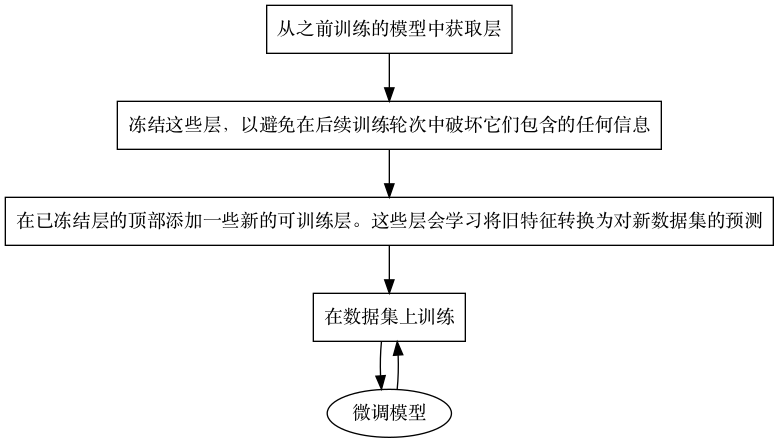 从之前训练的模型中获取层
冻结这些层，以避免在后续训练轮次中破坏它们包含的任何信息
在已冻结层的顶部添加一些新的可训练层。这些层会学习将旧特征转换为对新数据集的预测
在数据集上训练
微调模型